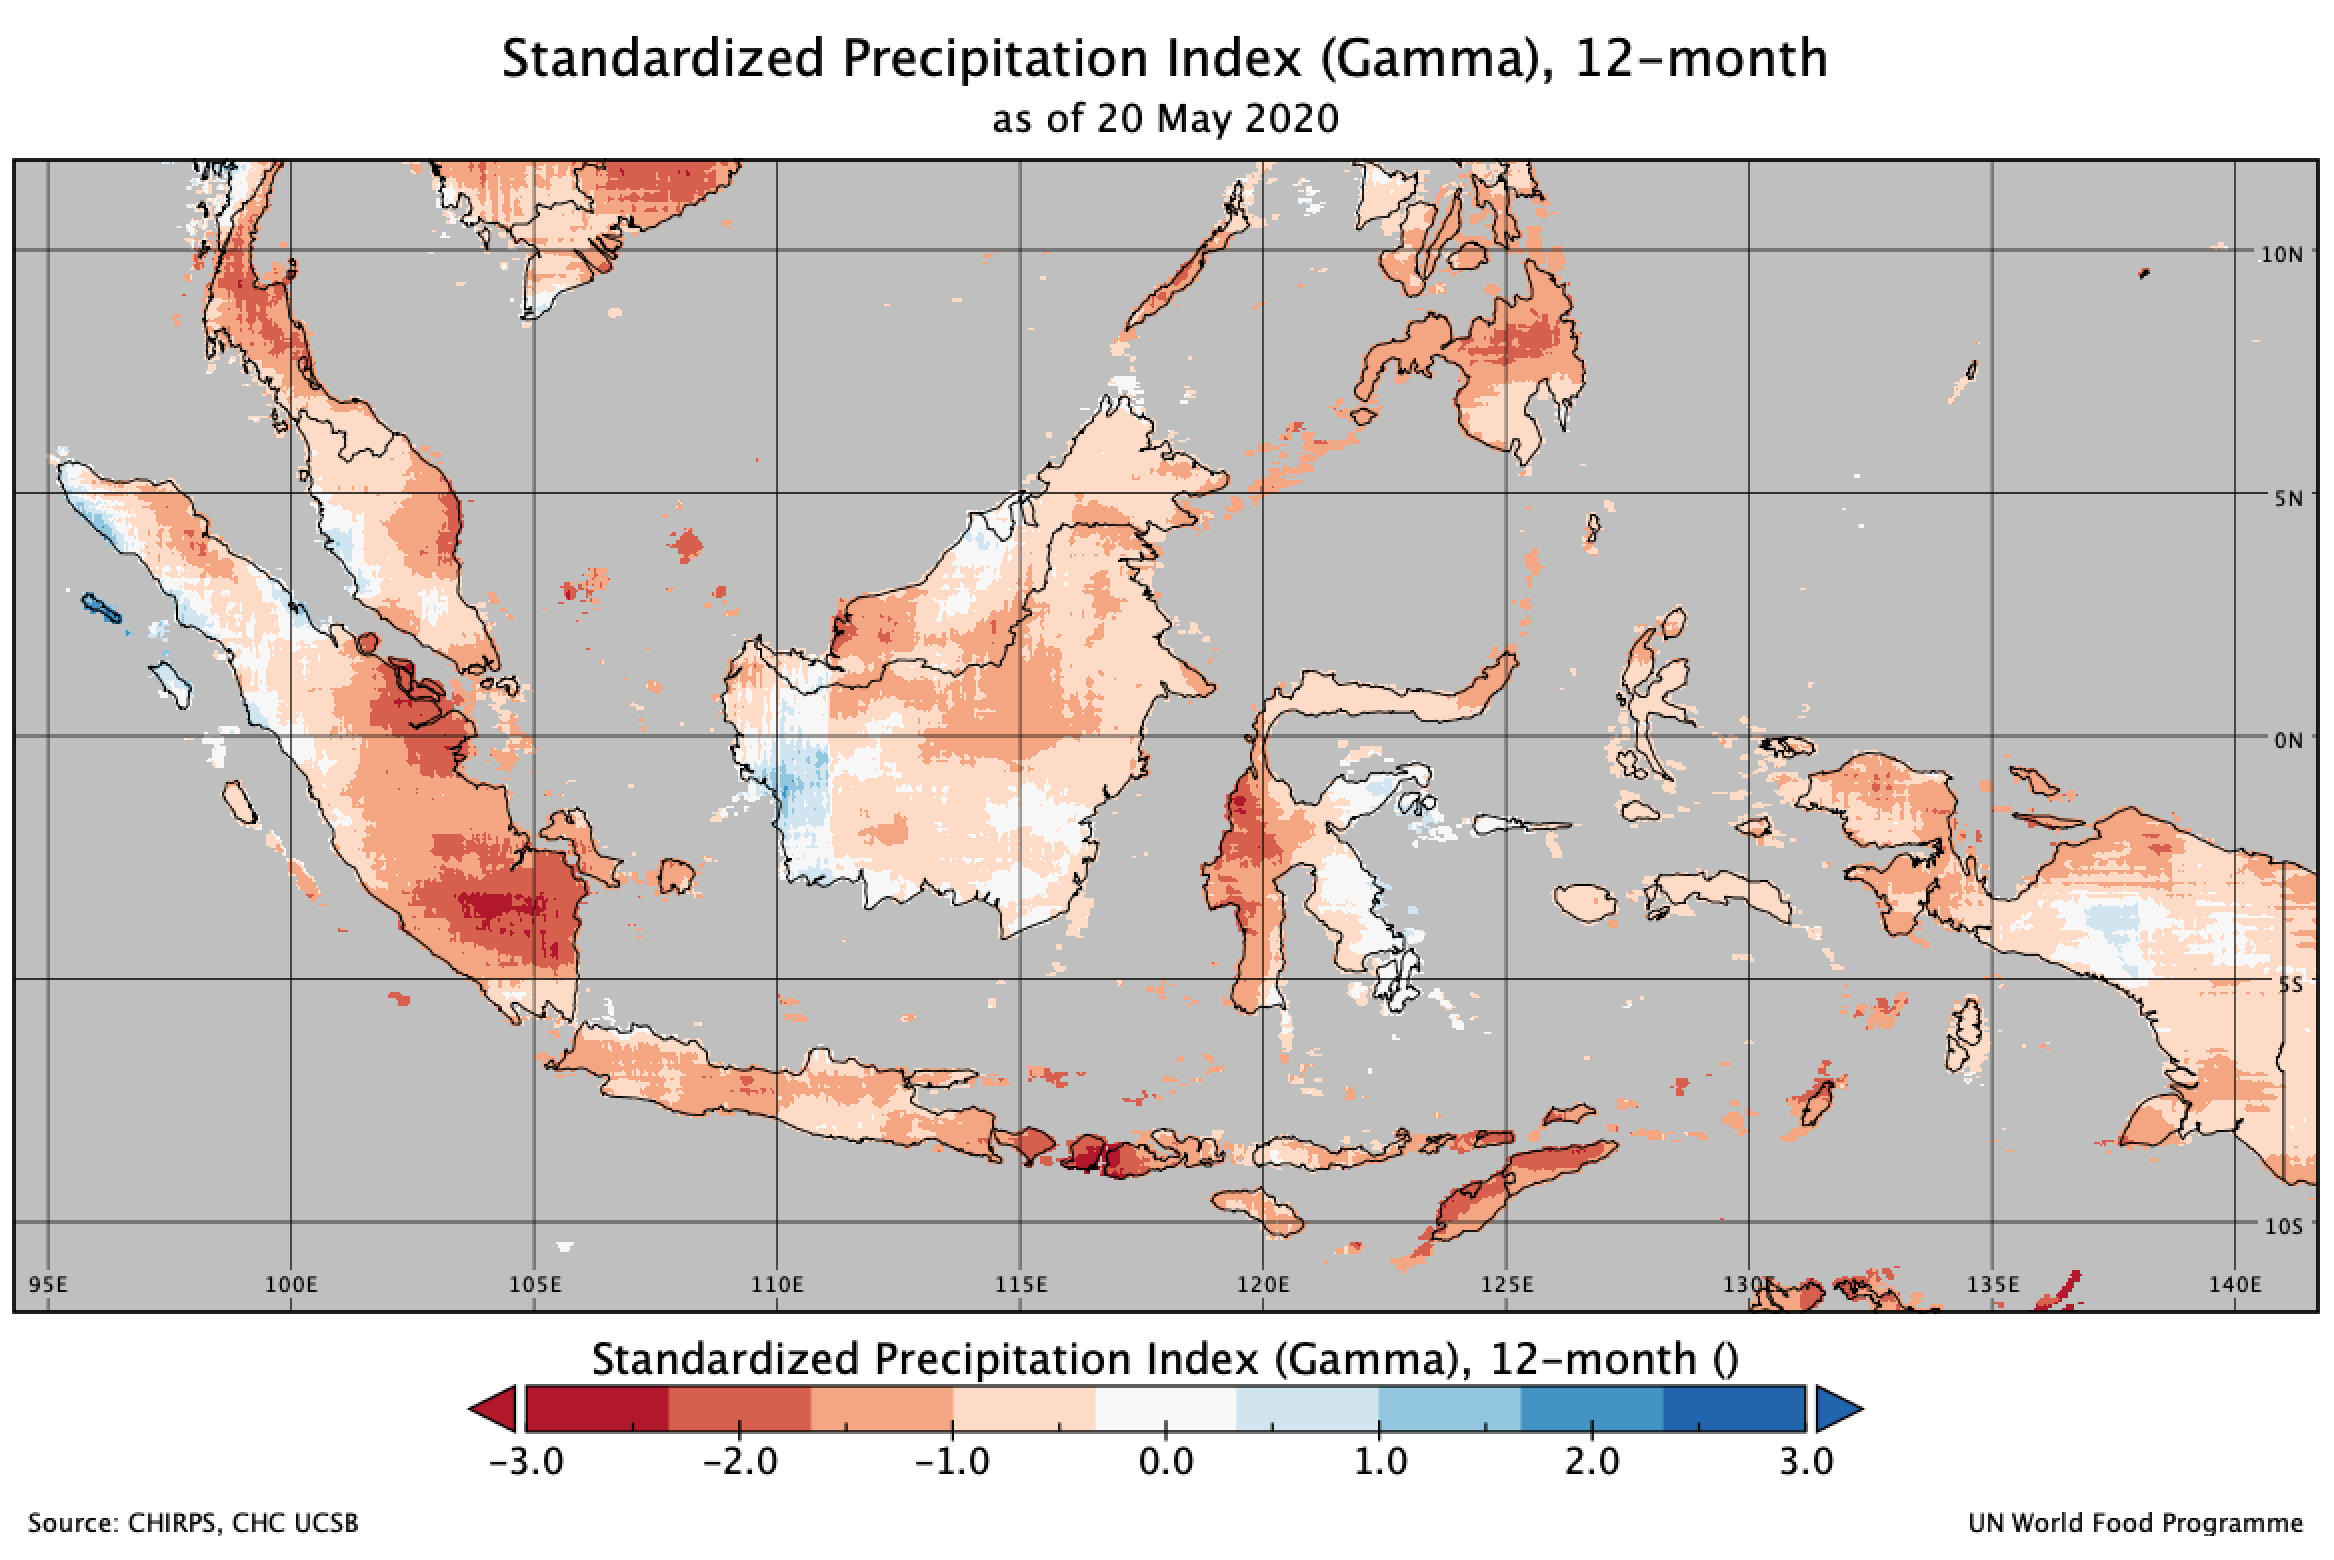 Standardized Precipitation Index (Gamma), 12-month
as of 20 May 2020
10N
5N
0N
5S
10S
95E 100E 105E 110E 115E 120E 125E 130E 135E 140E
Standardized Precipitation Index (Gamma), 12-month ()
-3.0 -2.0 -1.0 0.0 1.0 2.0 3.0
Source: CHIRPS, CHC UCSB UN World Food Programme